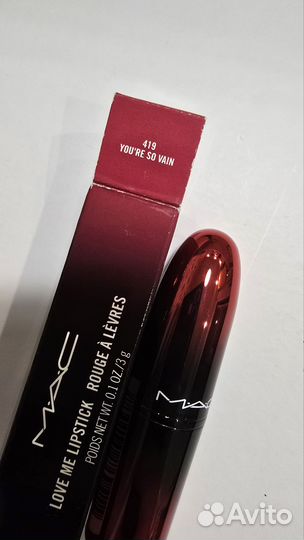 419
YOU'RE SO VAIN
MAC
LOVE ME LIPSTICK ROUGE À LÈVRES
POIDS NET WT. 0.1 OZ./3 g
MAC
Avito